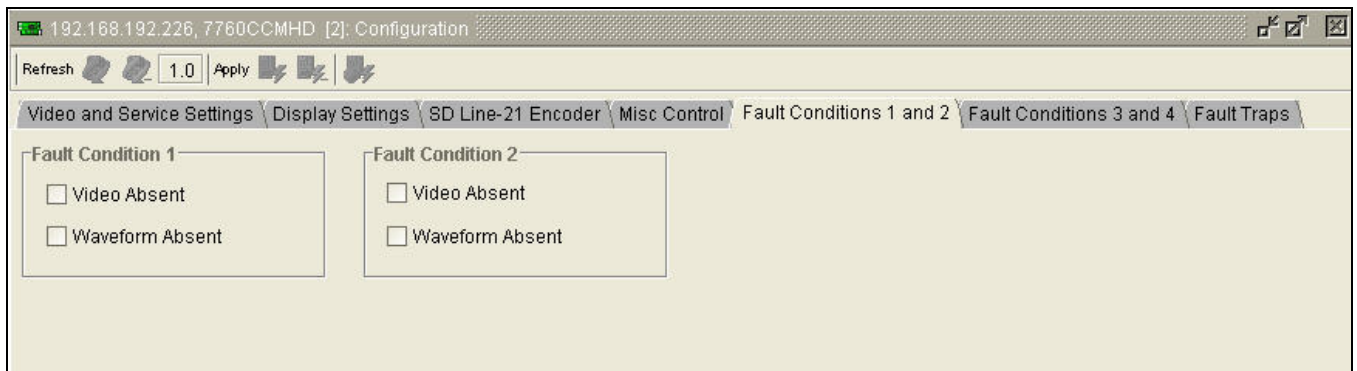 192.168.192.226, 7760CCMHD [2]: Configuration
Refresh 1.0 Apply
Video and Service Settings Display Settings SD Line-21 Encoder Misc Control Fault Conditions 1 and 2 Fault Conditions 3 and 4 Fault Traps
Fault Condition 1 Fault Condition 2
Video Absent Video Absent
Waveform Absent Waveform Absent